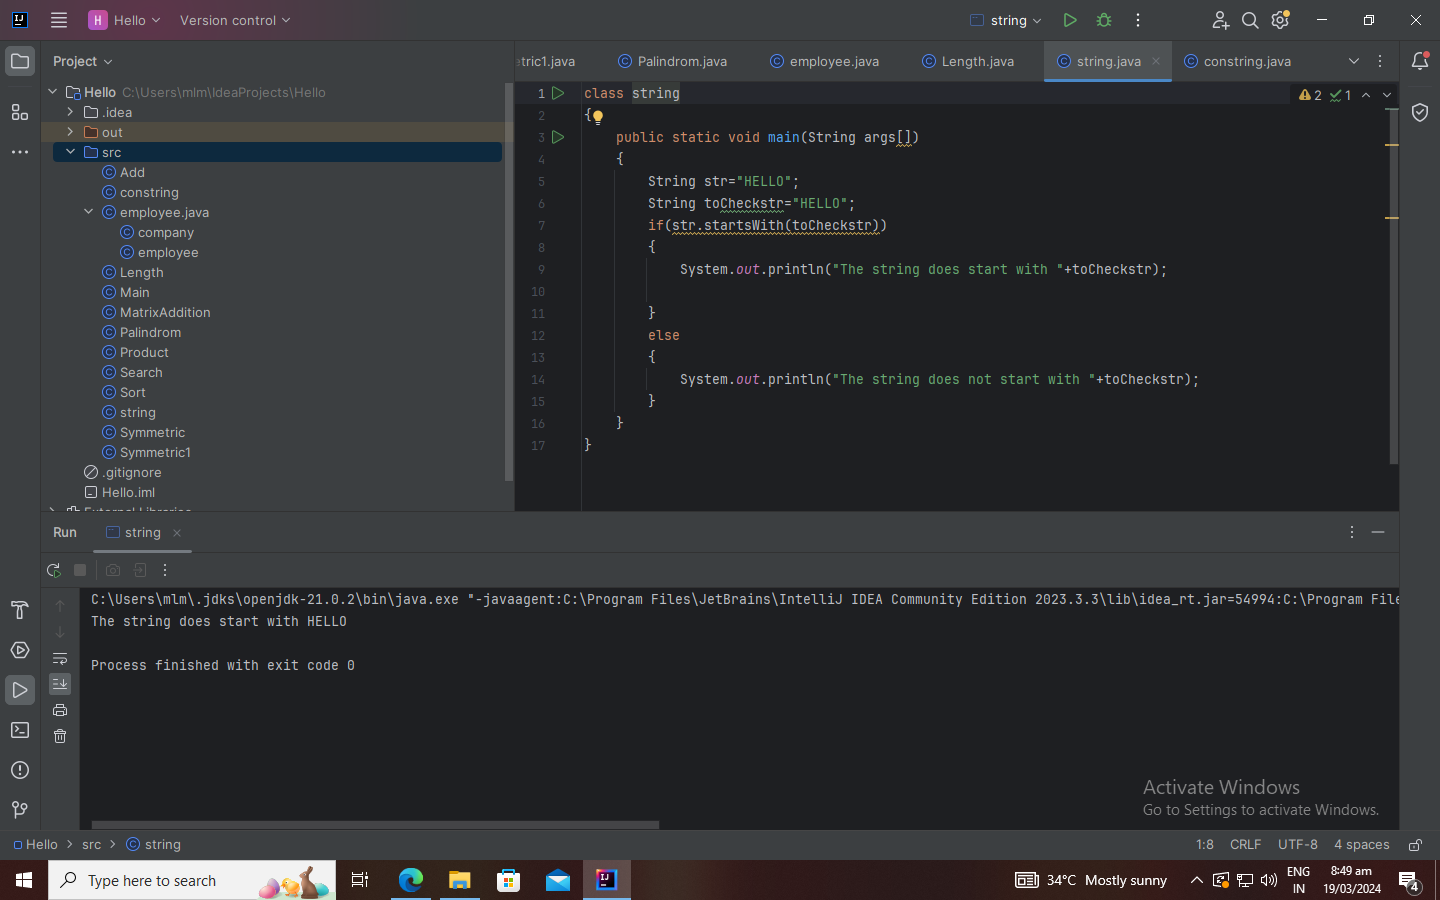 H Hello Version control string
Project
Hello C:\Users\mlm\IdeaProjects\Hello
.idea
out
src
Add
constring
employee.java
company
employee
Length
Main
MatrixAddition
Palindrom
Product
Search
Sort
string
Symmetric
Symmetric1
.gitignore
Hello.iml
External Libraries
tric1.java Palindrom.java employee.java Length.java string.java constring.java
2 1
1 class string
2 {
3 public static void main(String args[])
4 {
5 String str="HELLO";
6 String toCheckstr="HELLO";
7 if(str.startsWith(toCheckstr))
8 {
9 System.out.println("The string does start with "+toCheckstr);
10
11 }
12 else
13 {
14 System.out.println("The string does not start with "+toCheckstr);
15 }
16 }
17 }
Run string
C:\Users\mlm\.jdks\openjdk-21.0.2\bin\java.exe "-javaagent:C:\Program Files\JetBrains\IntelliJ IDEA Community Edition 2023.3.3\lib\idea_rt.jar=54994:C:\Program File
The string does start with HELLO
Process finished with exit code 0
Activate Windows
Go to Settings to activate Windows.
Hello src string 1:8 CRLF UTF-8 4 spaces
Type here to search 34°C Mostly sunny ENG 8:49 am
IN 19/03/2024 4